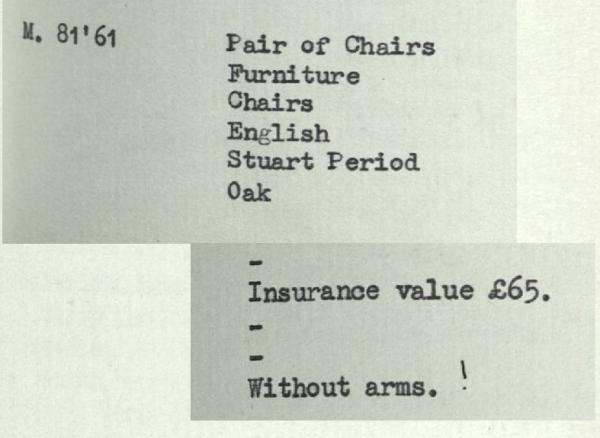 M. 81'61
Pair of Chairs
Furniture
Chairs
English
Stuart Period
Oak
-
Insurance value £65.
-
-
Without arms. !